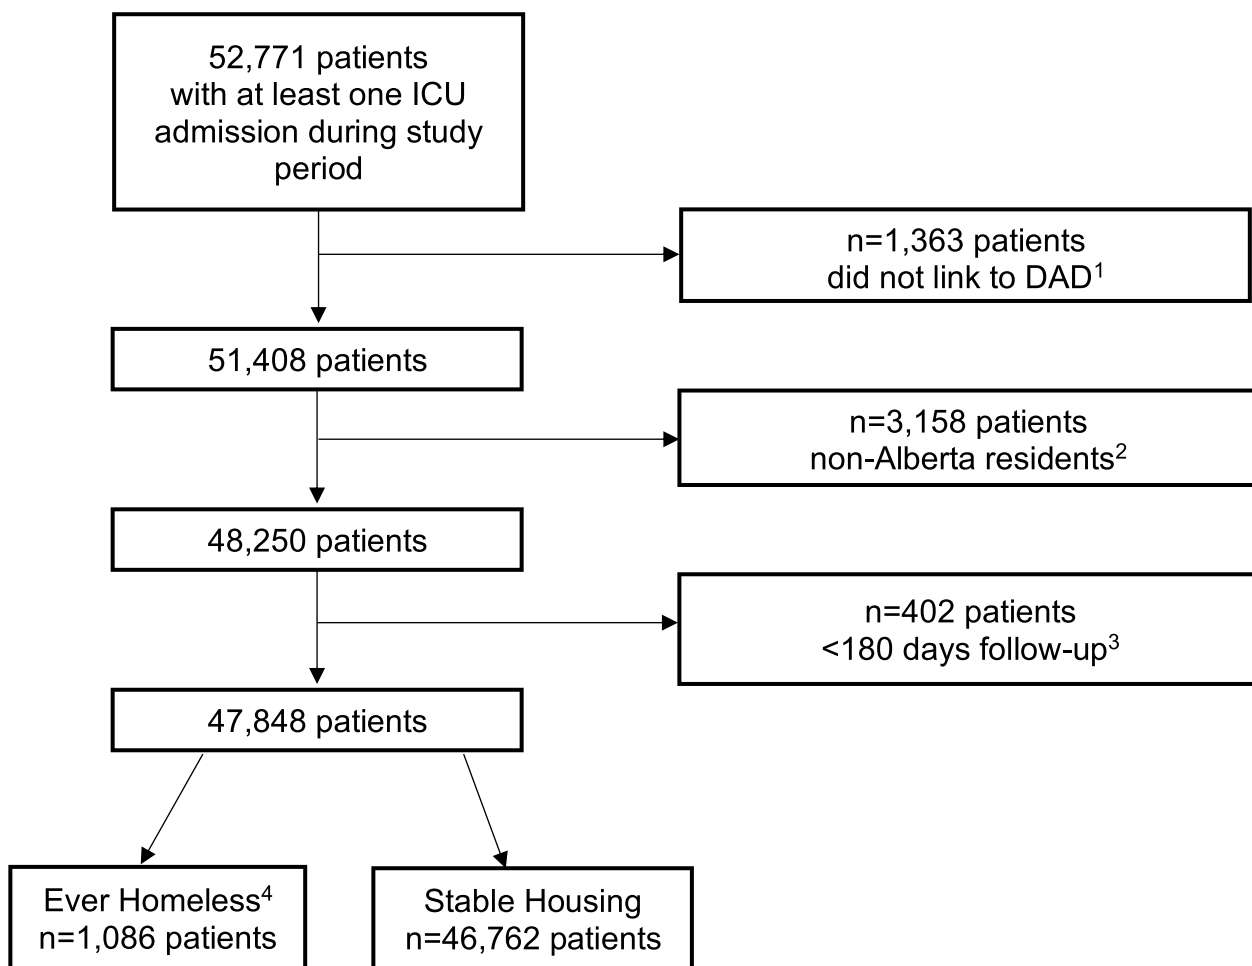 52,771 patients
with at least one ICU
admission during study
period
n=1,363 patients
did not link to DAD¹
51,408 patients
n=3,158 patients
non-Alberta residents²
48,250 patients
n=402 patients
<180 days follow-up³
47,848 patients
Ever Homeless⁴
n=1,086 patients
Stable Housing
n=46,762 patients